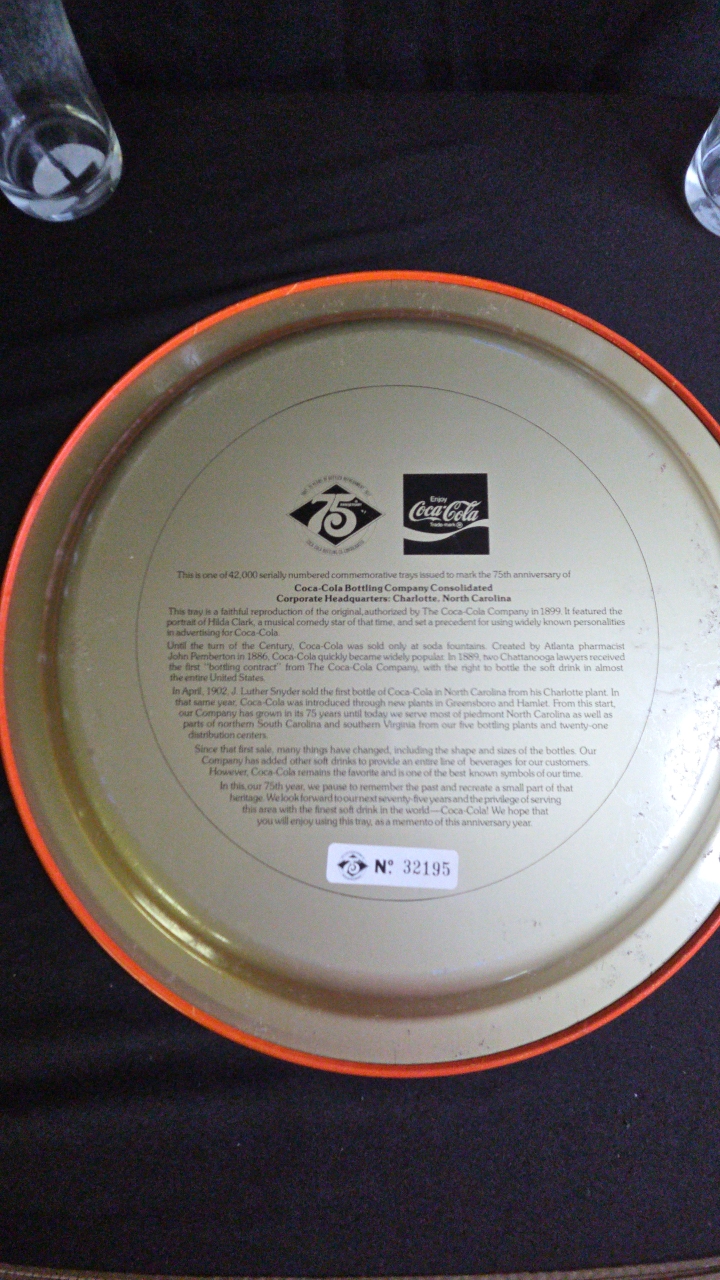 75
Enjoy
Coca-Cola
Trade mark ®
This is one of 42,000 serially numbered commemorative trays issued to mark the 75th anniversary of
Coca-Cola Bottling Company Consolidated
Corporate Headquarters: Charlotte, North Carolina
This tray is a faithful reproduction of the original, authorized by The Coca-Cola Company in 1899. It featured the
portrait of Hilda Clark, a musical comedy star of that time, and set a precedent for using widely known personalities
in advertising for Coca-Cola.
Until the turn of the Century, Coca-Cola was sold only at soda fountains. Created by Atlanta pharmacist
John Pemberton in 1886, Coca-Cola quickly became widely popular. In 1889, two Chattanooga lawyers received
the first "bottling contract" from The Coca-Cola Company, with the right to bottle the soft drink in almost
the entire United States.
In April, 1902, J. Luther Snyder sold the first bottle of Coca-Cola in North Carolina from his Charlotte plant. In
that same year, Coca-Cola was introduced through new plants in Greensboro and Hamlet. From this start,
our Company has grown in its 75 years until today we serve most of piedmont North Carolina as well as
parts of northern South Carolina and southern Virginia from our five bottling plants and twenty-one
distribution centers.
Since that first sale, many things have changed, including the shape and sizes of the bottles. Our
Company has added other soft drinks to provide an entire line of beverages for our customers.
However, Coca-Cola remains the favorite and is one of the best known symbols of our time.
In this, our 75th year, we pause to remember the past and recreate a small part of that
heritage. We look forward to our next seventy-five years and the privilege of serving
this area with the finest soft drink in the world—Coca-Cola! We hope that
you will enjoy using this tray, as a memento of this anniversary year.
75 Nº. 32195